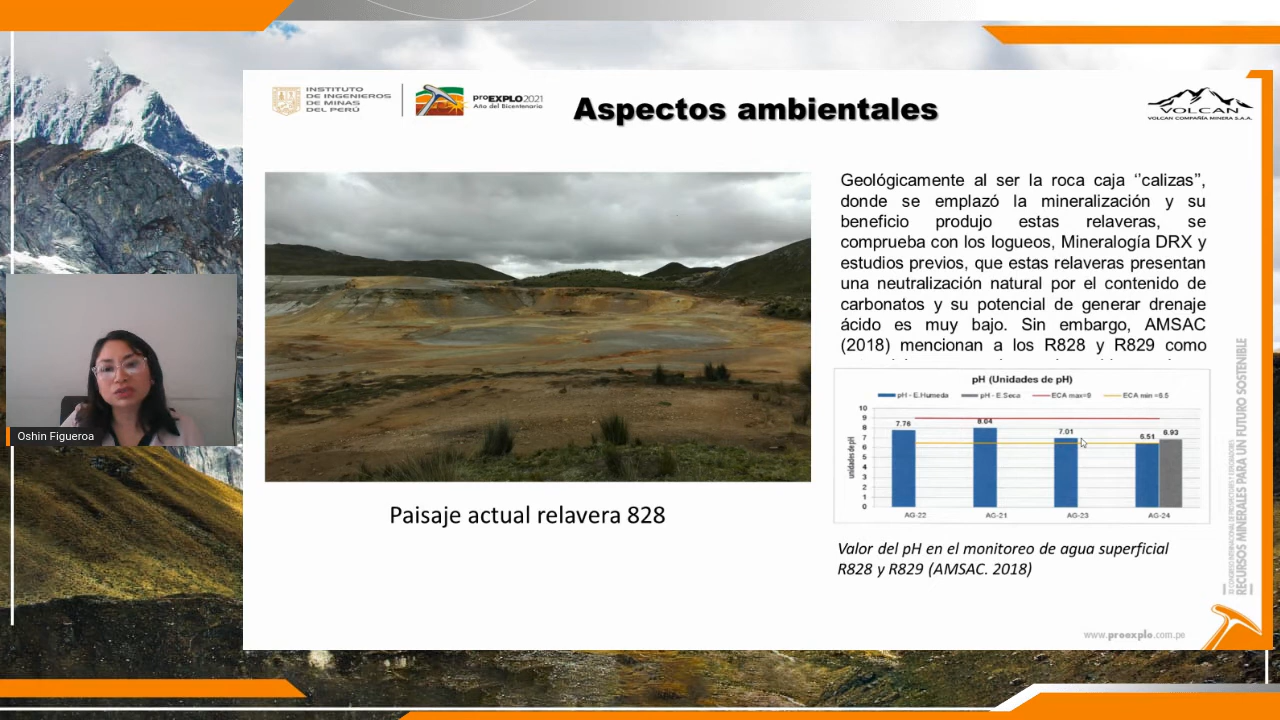 INSTITUTO
DE INGENIEROS
DE MINAS
DEL PERÚ
proEXPLO2021
Año del Bicentenario
Aspectos ambientales
VOLCAN
VOLCAN COMPAÑÍA MINERA S.A.A.
Geológicamente al ser la roca caja ‘’calizas’’,
donde se emplazó la mineralización y su
beneficio produjo estas relaveras, se
comprueba con los logueos, Mineralogía DRX y
estudios previos, que estas relaveras presentan
una neutralización natural por el contenido de
carbonatos y su potencial de generar drenaje
ácido es muy bajo. Sin embargo, AMSAC
(2018) mencionan a los R828 y R829 como
pH (Unidades de pH)
pH - E.Humeda pH - E.Seca ECA max=9 ECA min =6.5
unidades de pH
10
9
8
7
6
5
4
3
2
1
0
7.76
8.04
7.01
6.51
6.93
AG-22
AG-21
AG-23
AG-24
Paisaje actual relavera 828
Valor del pH en el monitoreo de agua superficial
R828 y R829 (AMSAC. 2018)
RECURSOS MINERALES PARA UN FUTURO SOSTENIBLE
www.proexplo.com.pe
Oshin Figueroa